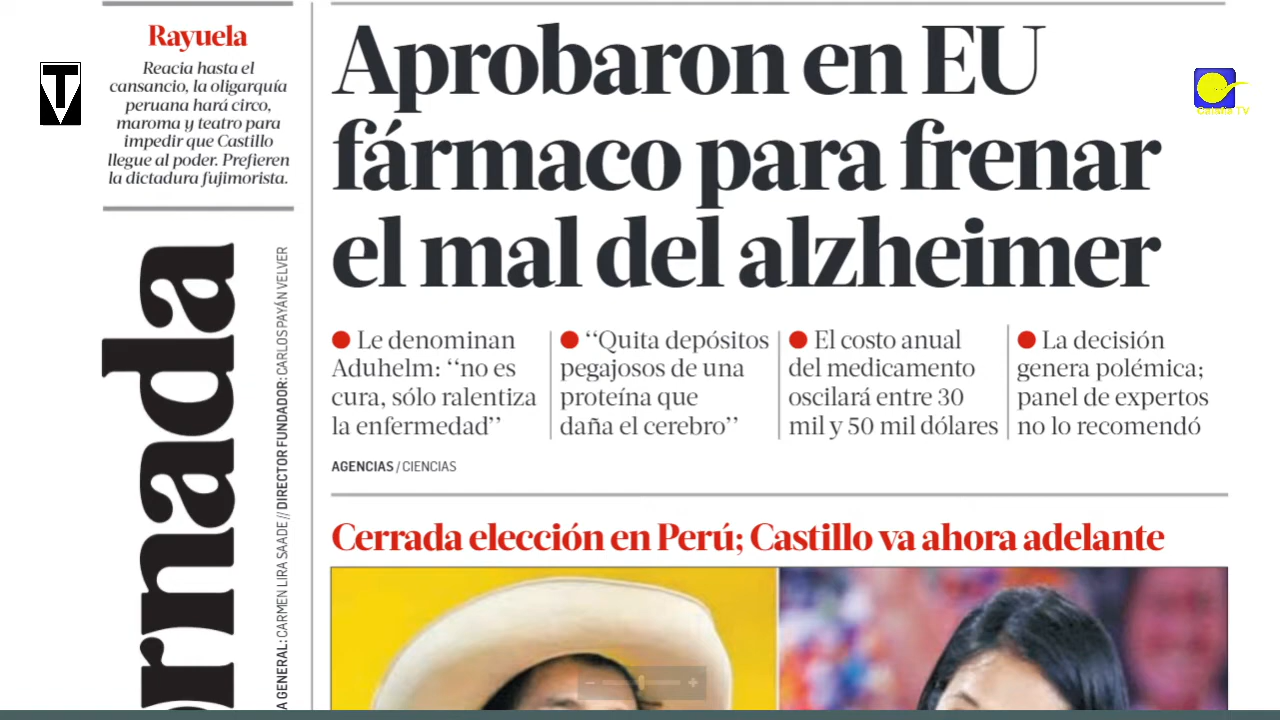 Rayuela
Reacia hasta el
cansancio, la oligarquía
peruana hará circo,
maroma y teatro para
impedir que Castillo
llegue al poder. Prefieren
la dictadura fujimorista.
TV
Aprobaron en EU
fármaco para frenar
el mal del alzheimer
Le denominan
Aduhelm: ‘‘no es
cura, sólo ralentiza
la enfermedad’’
‘‘Quita depósitos
pegajosos de una
proteína que
daña el cerebro’’
El costo anual
del medicamento
oscilará entre 30
mil y 50 mil dólares
La decisión
genera polémica;
panel de expertos
no lo recomendó
AGENCIAS / CIENCIAS
Cerrada elección en Perú; Castillo va ahora adelante
ornada
A GENERAL: CARMEN LIRA SAADE // DIRECTOR FUNDADOR: CARLOS PAYÁN VELVER